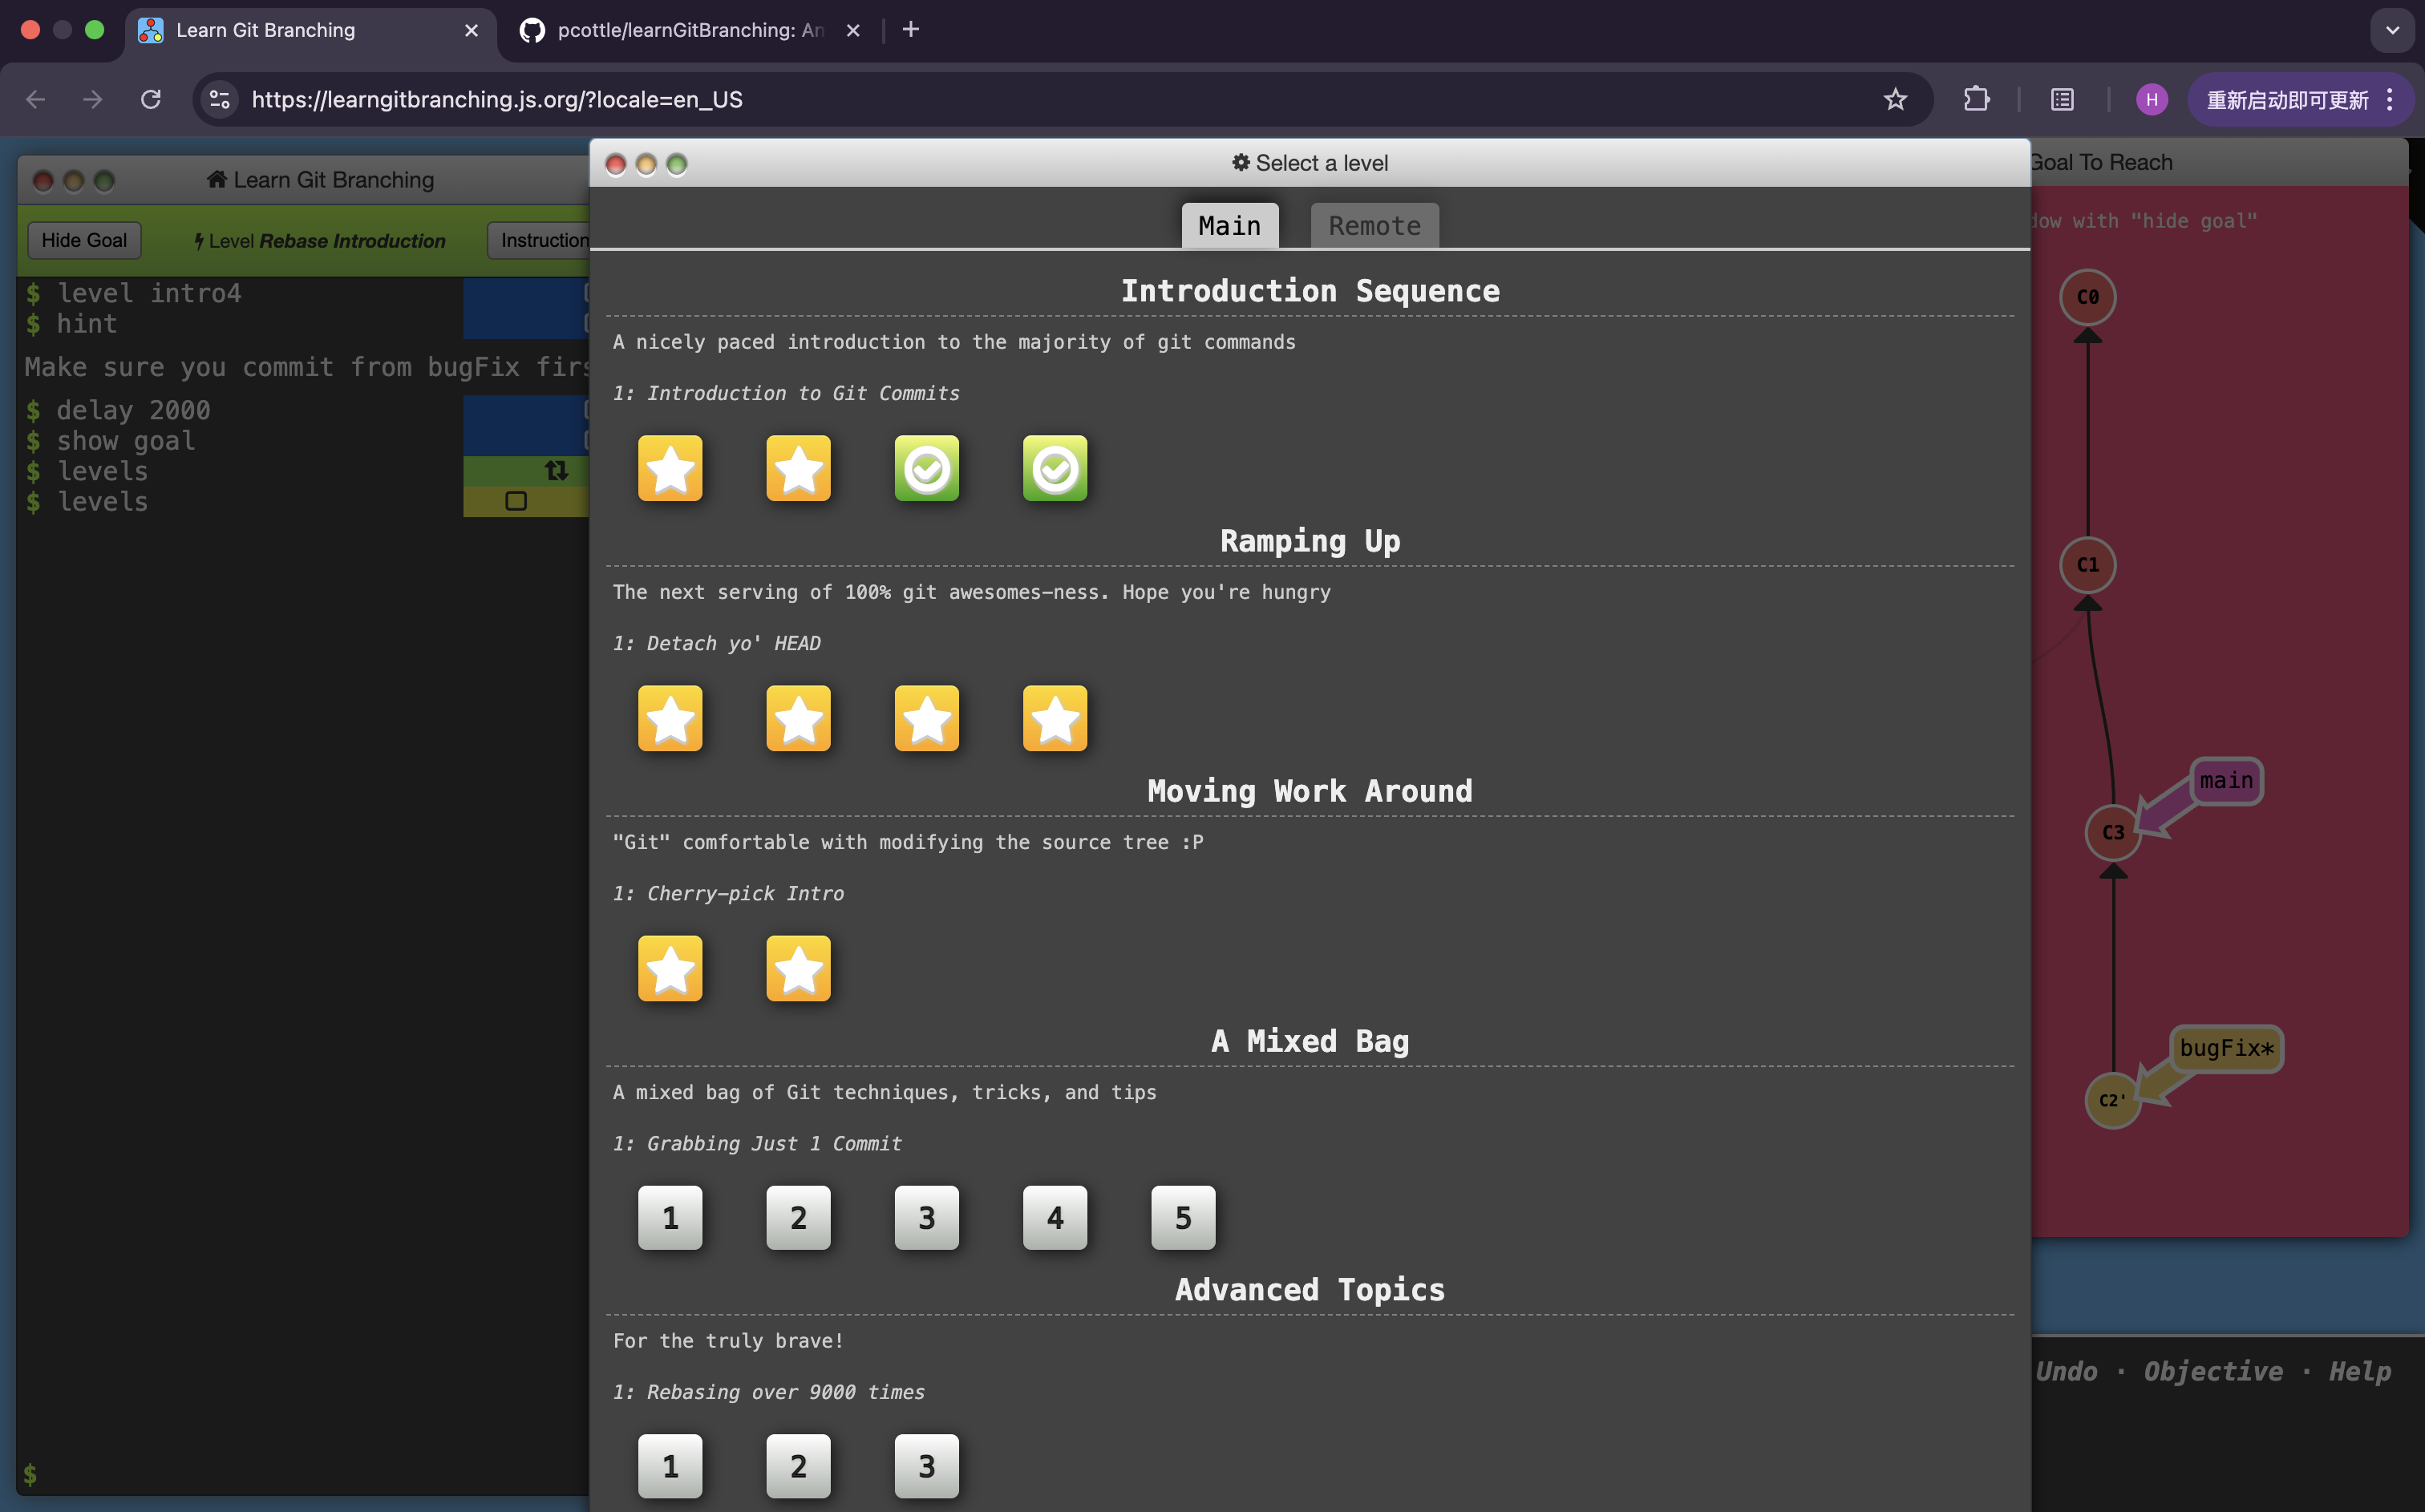 Learn Git Branching
pcottle/learnGitBranching: An
https://learngitbranching.js.org/?locale=en_US
H
重新启动即可更新
Learn Git Branching
Hide Goal
Level Rebase Introduction
Instruction
$ level intro4
$ hint
Make sure you commit from bugFix firs
$ delay 2000
$ show goal
$ levels
$ levels
$
Select a level
Main
Remote
Introduction Sequence
A nicely paced introduction to the majority of git commands
1: Introduction to Git Commits
Ramping Up
The next serving of 100% git awesomes-ness. Hope you're hungry
1: Detach yo' HEAD
Moving Work Around
"Git" comfortable with modifying the source tree :P
1: Cherry-pick Intro
A Mixed Bag
A mixed bag of Git techniques, tricks, and tips
1: Grabbing Just 1 Commit
1 2 3 4 5
Advanced Topics
For the truly brave!
1: Rebasing over 9000 times
1 2 3
Goal To Reach
dow with "hide goal"
C0
C1
main
C3
bugFix*
C2'
Undo · Objective · Help